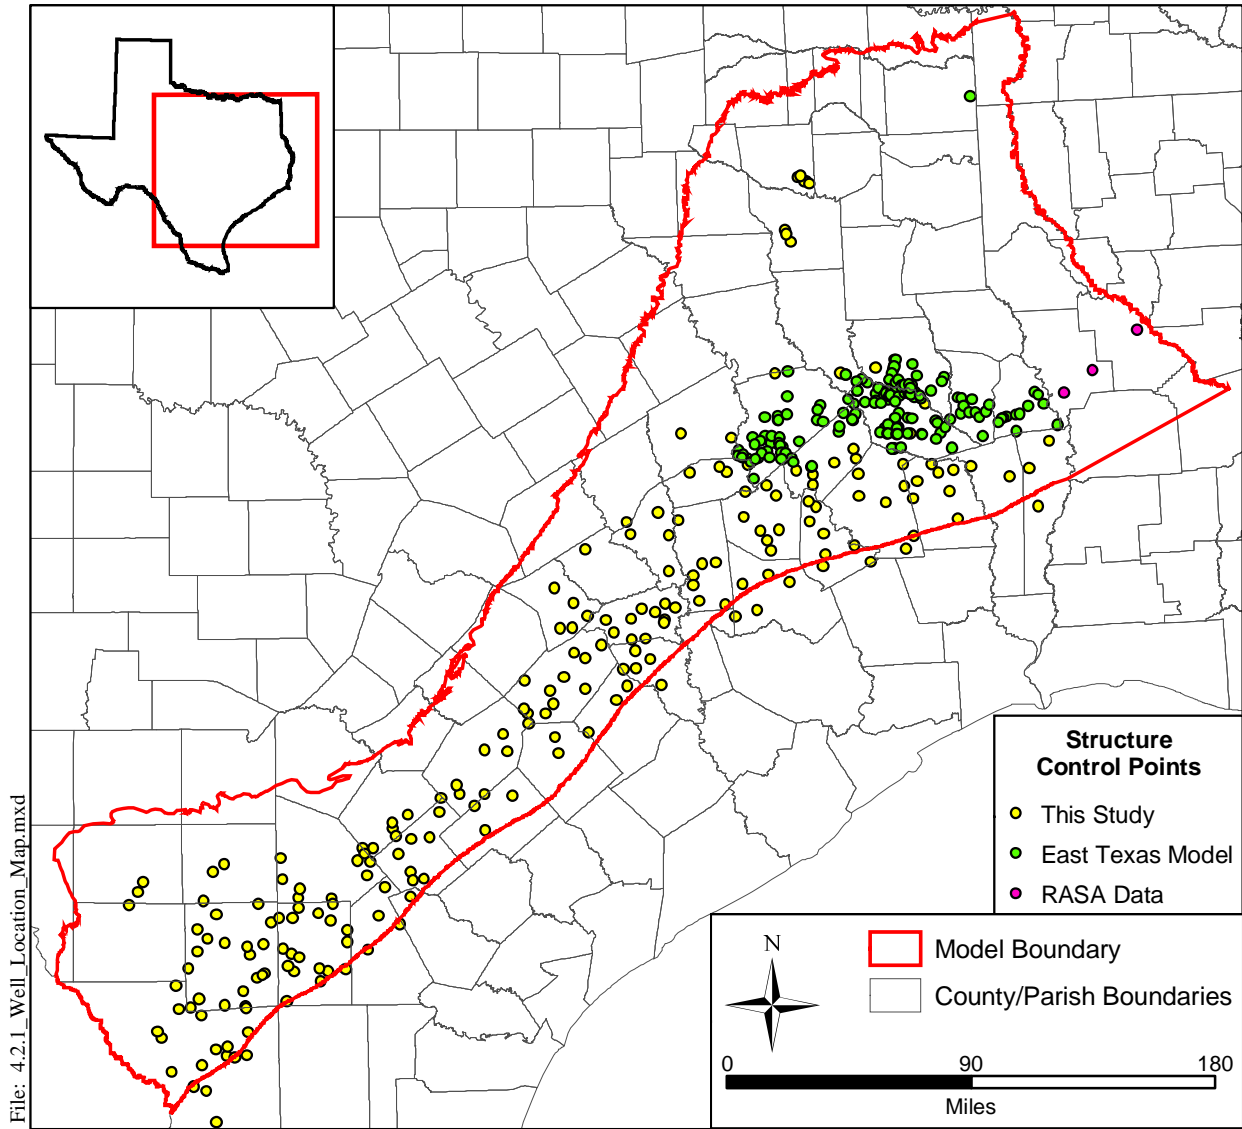 Structure
Control Points
This Study
East Texas Model
RASA Data
N
Model Boundary
County/Parish Boundaries
0 90 180
Miles
File: 4.2.1_Well_Location_Map.mxd